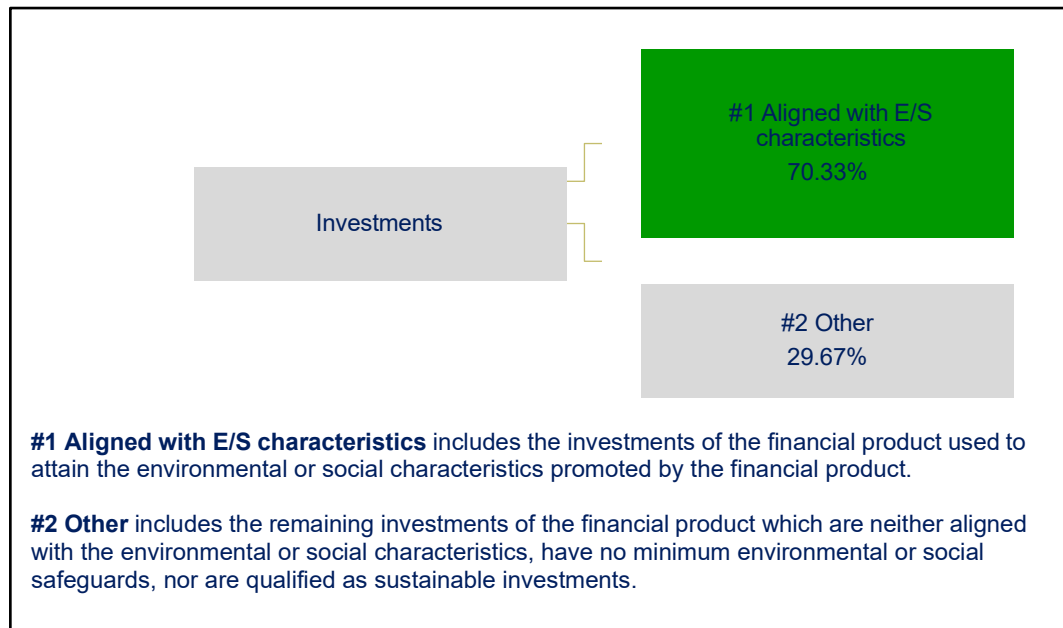 #1 Aligned with E/S
characteristics
70.33%
Investments
#2 Other
29.67%
#1 Aligned with E/S characteristics includes the investments of the financial product used to
attain the environmental or social characteristics promoted by the financial product.
#2 Other includes the remaining investments of the financial product which are neither aligned
with the environmental or social characteristics, have no minimum environmental or social
safeguards, nor are qualified as sustainable investments.